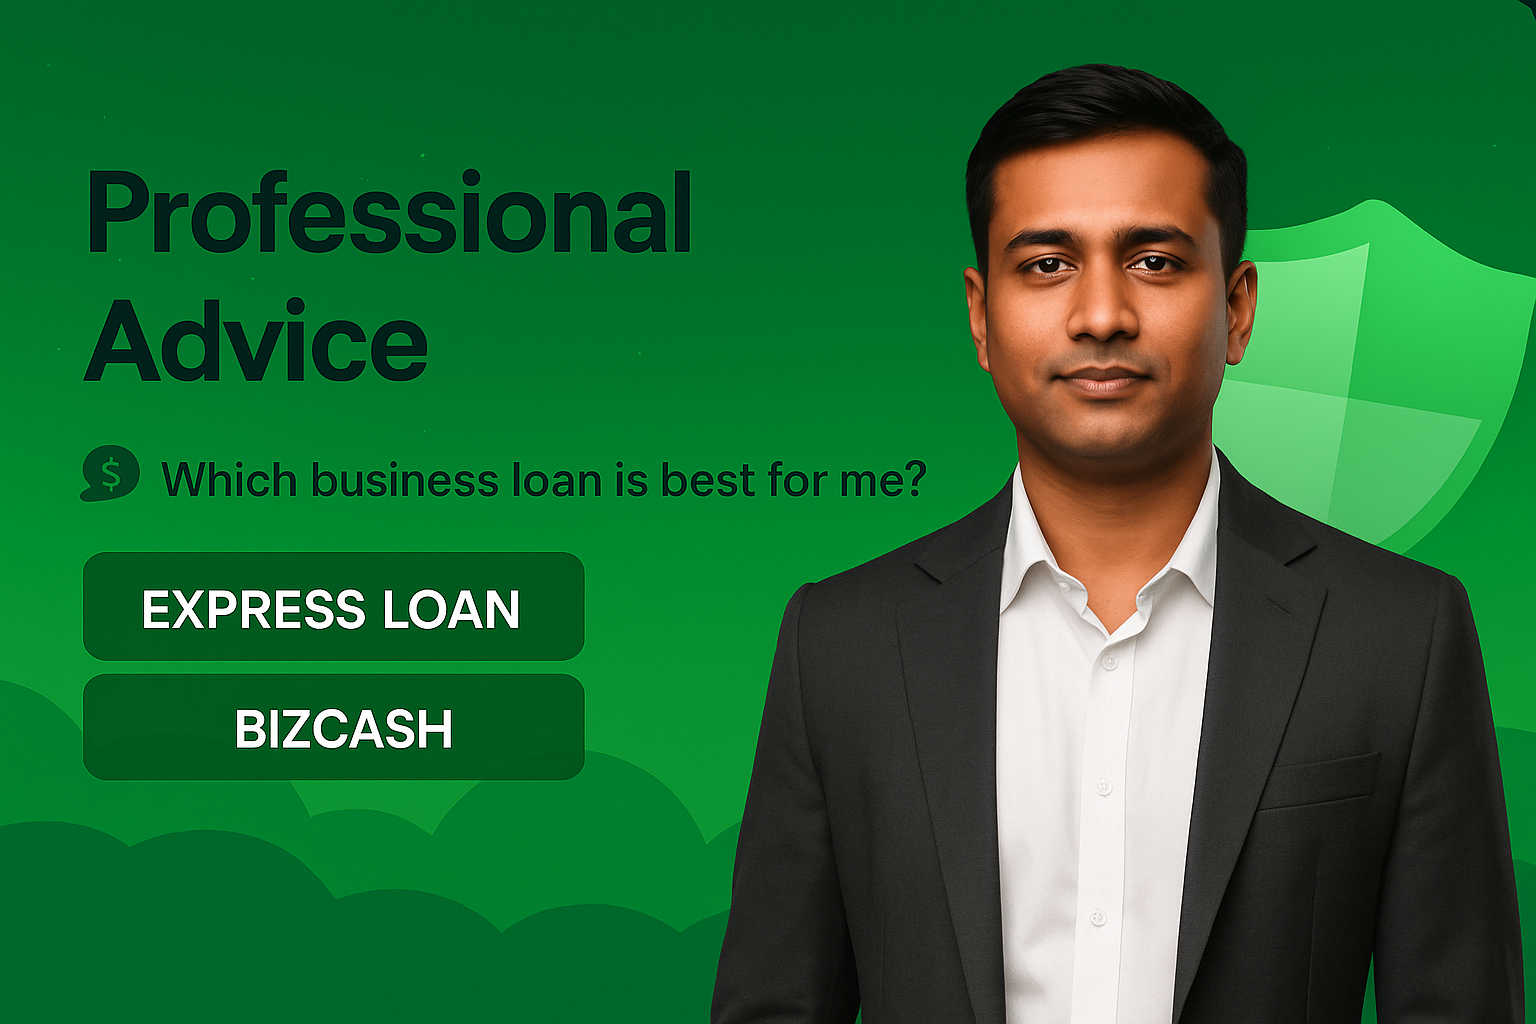 Professional
Advice
$ Which business loan is best for me?
EXPRESS LOAN
BIZCASH